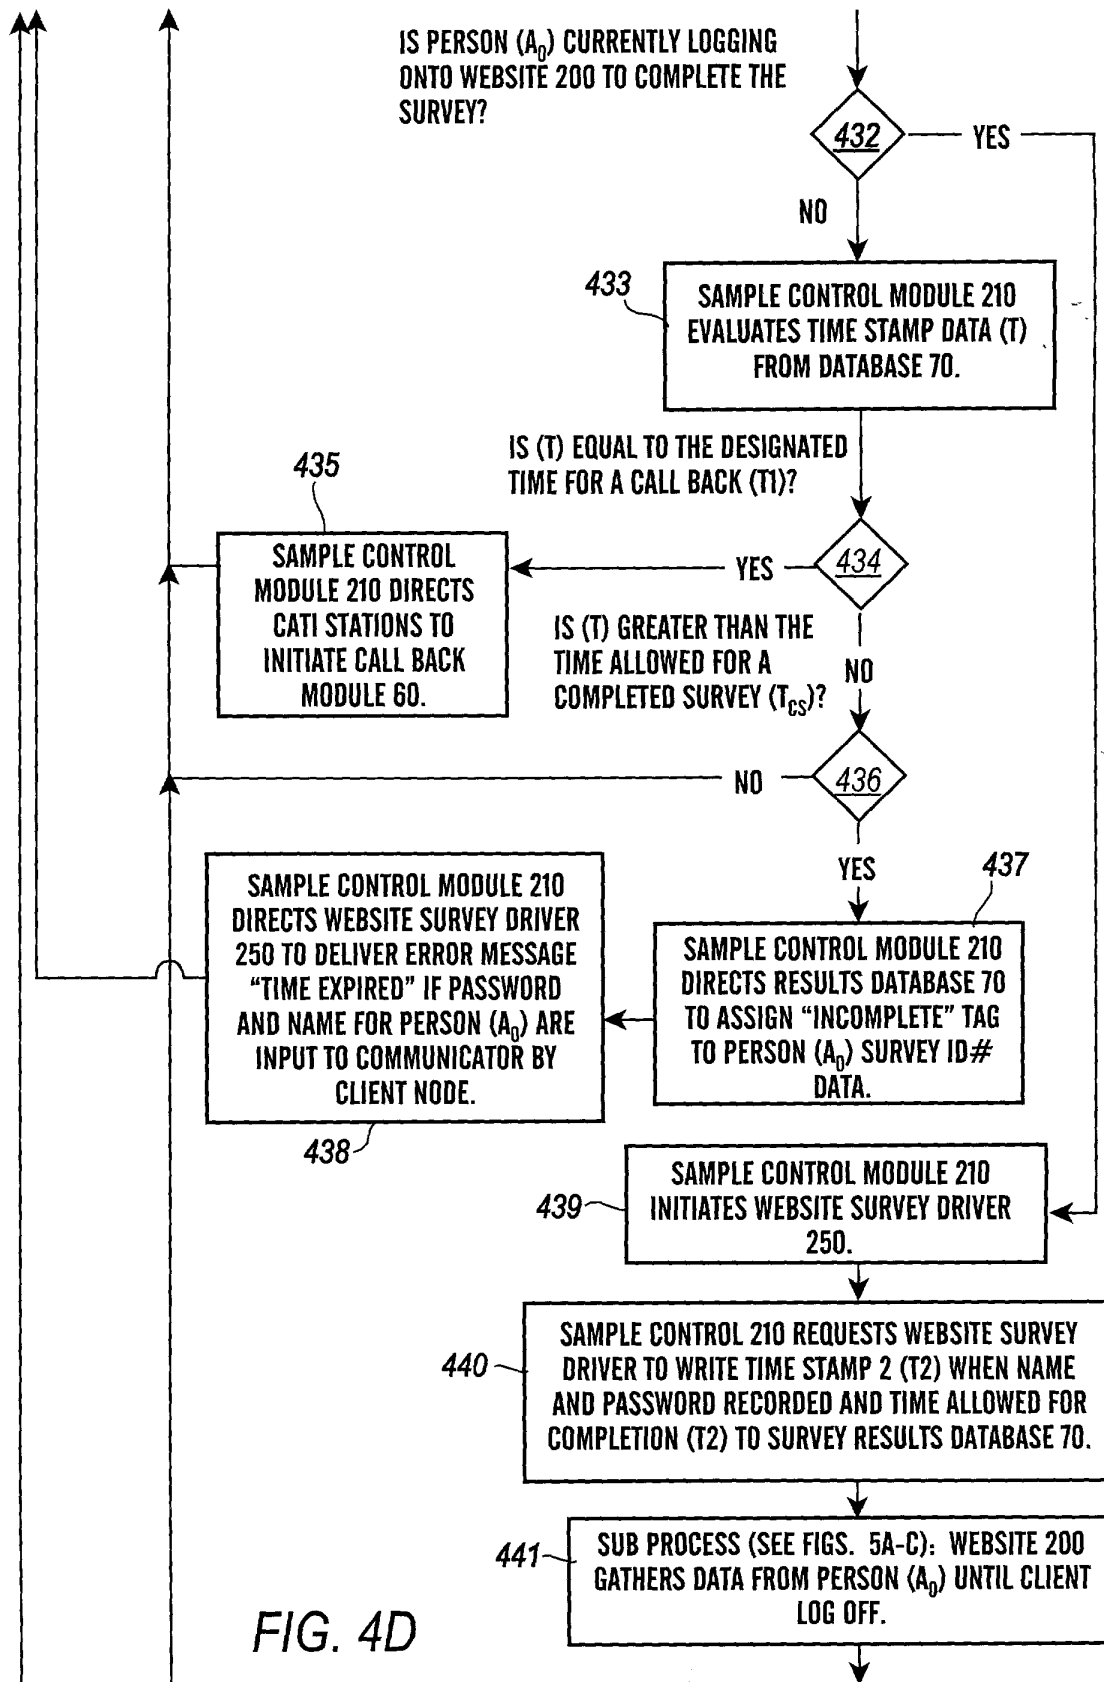 IS PERSON (A0) CURRENTLY LOGGING
ONTO WEBSITE 200 TO COMPLETE THE
SURVEY?
432
YES
NO
433
SAMPLE CONTROL MODULE 210
EVALUATES TIME STAMP DATA (T)
FROM DATABASE 70.
IS (T) EQUAL TO THE DESIGNATED
TIME FOR A CALL BACK (T1)?
435
SAMPLE CONTROL
MODULE 210 DIRECTS
CATI STATIONS TO
INITIATE CALL BACK
MODULE 60.
YES
434
IS (T) GREATER THAN THE
TIME ALLOWED FOR A
COMPLETED SURVEY (TCS)?
NO
NO
436
YES
437
SAMPLE CONTROL MODULE 210
DIRECTS WEBSITE SURVEY DRIVER
250 TO DELIVER ERROR MESSAGE
“TIME EXPIRED” IF PASSWORD
AND NAME FOR PERSON (A0) ARE
INPUT TO COMMUNICATOR BY
CLIENT NODE.
438
SAMPLE CONTROL MODULE 210
DIRECTS RESULTS DATABASE 70
TO ASSIGN “INCOMPLETE” TAG
TO PERSON (A0) SURVEY ID#
DATA.
439
SAMPLE CONTROL MODULE 210
INITIATES WEBSITE SURVEY DRIVER
250.
440
SAMPLE CONTROL 210 REQUESTS WEBSITE SURVEY
DRIVER TO WRITE TIME STAMP 2 (T2) WHEN NAME
AND PASSWORD RECORDED AND TIME ALLOWED FOR
COMPLETION (T2) TO SURVEY RESULTS DATABASE 70.
441
SUB PROCESS (SEE FIGS. 5A-C): WEBSITE 200
GATHERS DATA FROM PERSON (A0) UNTIL CLIENT
LOG OFF.
FIG. 4D